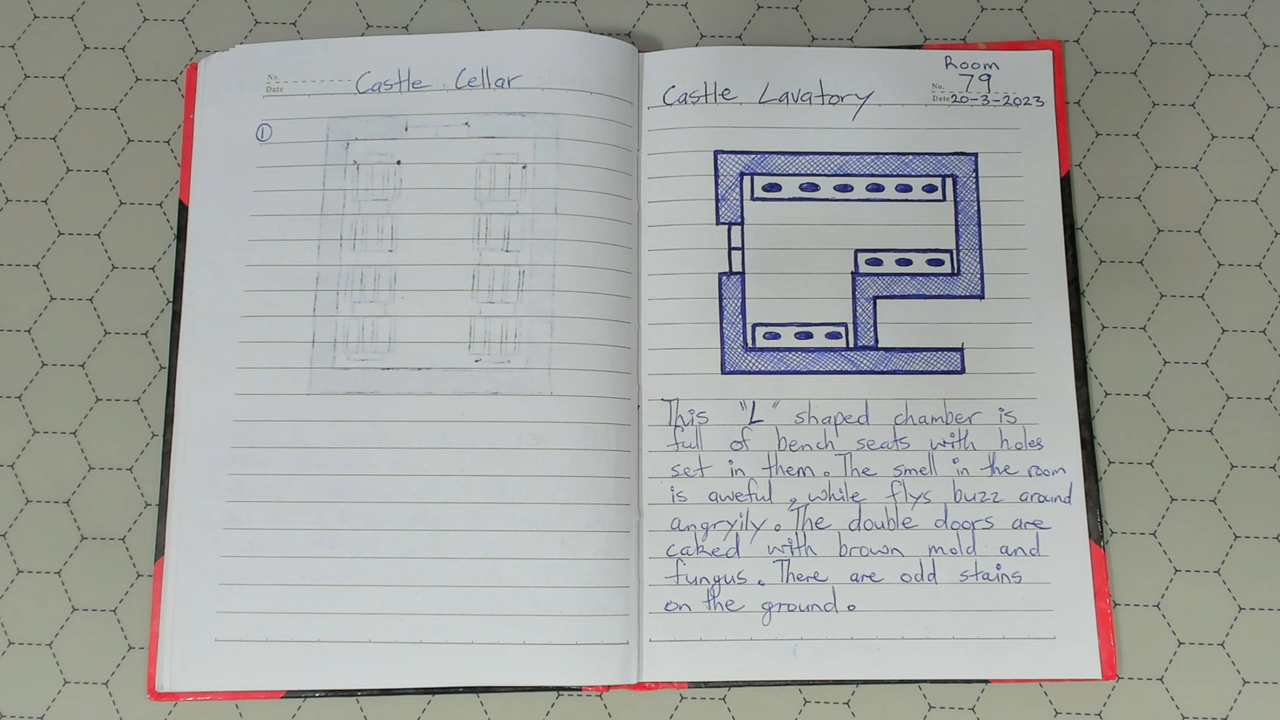 No.
Date
Castle Cellar
①
Room
No. 79
Date 20-3-2023
Castle Lavatory
This "L" shaped chamber is
full of bench seats with holes
set in them. The smell in the room
is aweful, while flys buzz around
angryily. The double doors are
caked with brown mold and
fungus. There are odd stains
on the ground.